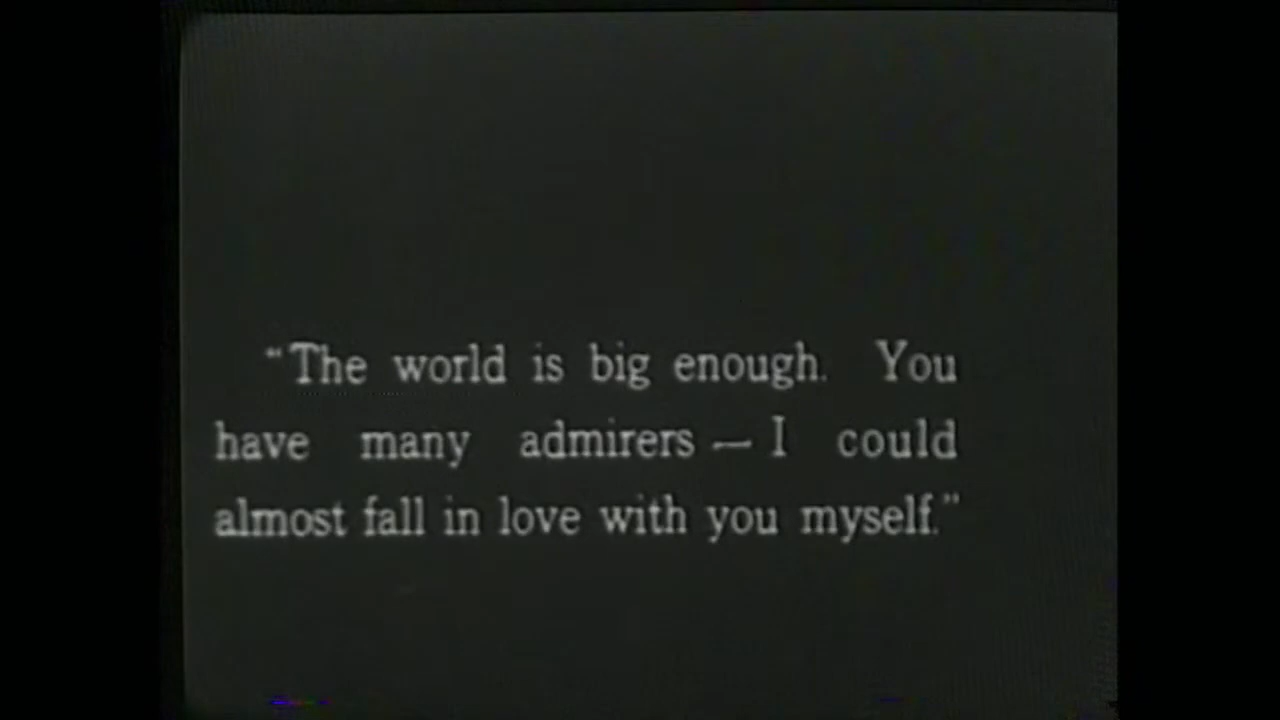 "The world is big enough. You
have many admirers — I could
almost fall in love with you myself."